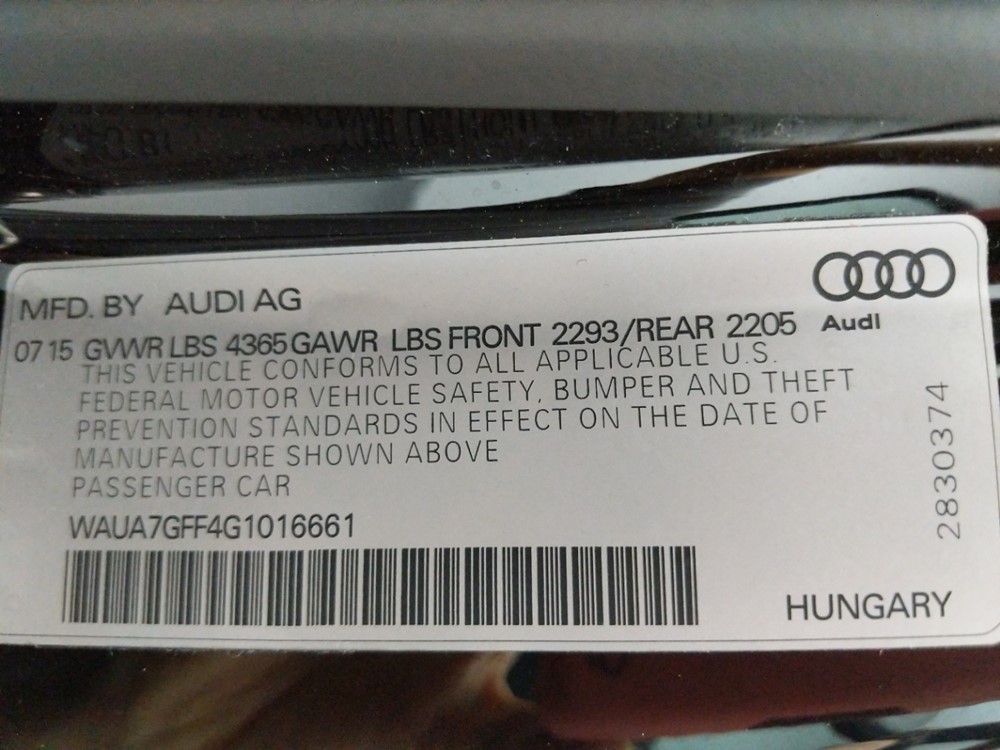 MFD. BY AUDI AG
07 15 GVWR LBS 4365 GAWR LBS FRONT 2293/REAR 2205
Audi
THIS VEHICLE CONFORMS TO ALL APPLICABLE U.S.
FEDERAL MOTOR VEHICLE SAFETY, BUMPER AND THEFT
PREVENTION STANDARDS IN EFFECT ON THE DATE OF
MANUFACTURE SHOWN ABOVE
PASSENGER CAR
WAUA7GFF4G1016661
2830374
HUNGARY